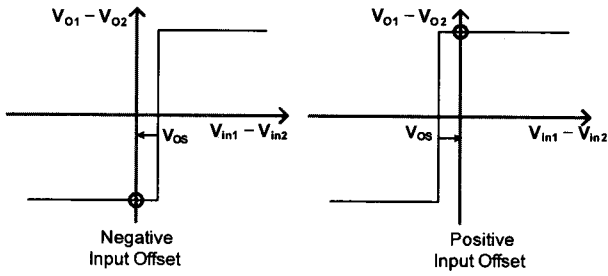 VO1 – VO2
VOS
Vin1 – Vin2
Negative
Input Offset
VO1 – VO2
VOS
Vin1 – Vin2
Positive
Input Offset